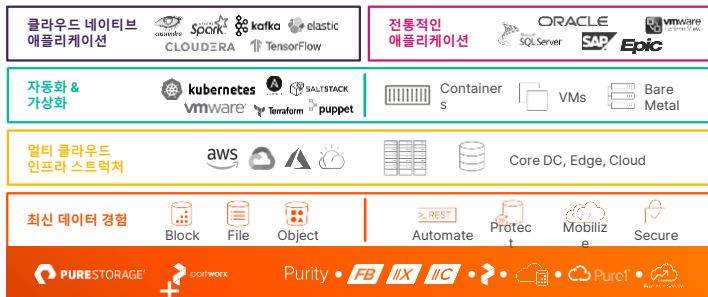 클라우드 네이티브
애플리케이션
cassandra
Spark
kafka
elastic
CLOUDERA
TensorFlow
전통적인
애플리케이션
ORACLE
SQL Server
SAP
Epic
vmware
자동화 &
가상화
kubernetes
SALTSTACK
vmware
Terraform
puppet
Container
s
VMs
Bare
Metal
멀티 클라우드
인프라 스트럭처
aws
Core DC, Edge, Cloud
최신 데이터 경험
Block
File
Object
REST
Automate
Protec
t
Mobiliz
e
Secure
PURESTORAGE
+
portworx
Purity • FB //X //C • • • Pure1 •
Pure as-a-Service